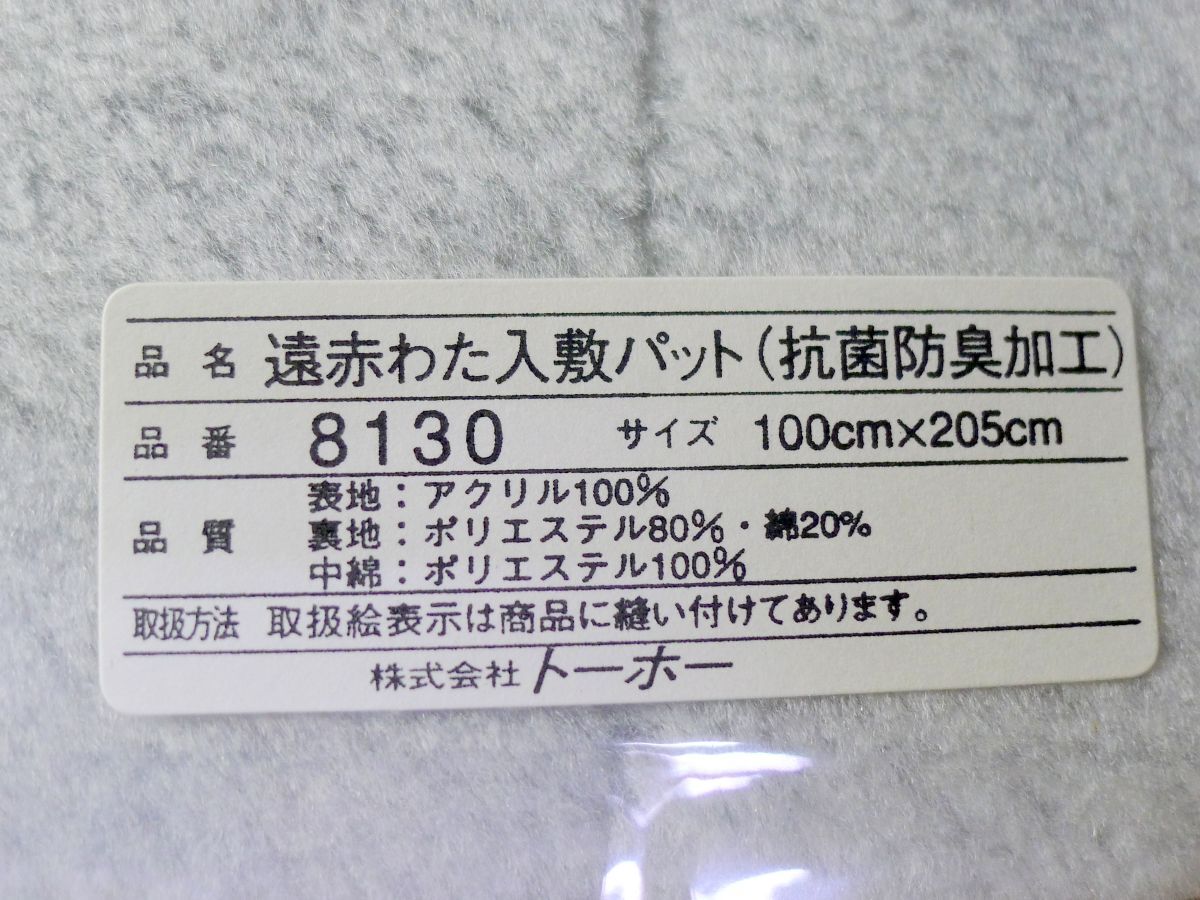 品名 遠赤わた入敷パット(抗菌防臭加工)
品番 8130 サイズ 100cm×205cm
表地:アクリル100%
品質 裏地:ポリエステル80%・綿20%
中綿:ポリエステル100%
取扱方法 取扱絵表示は商品に縫い付けてあります。
株式会社トーホー